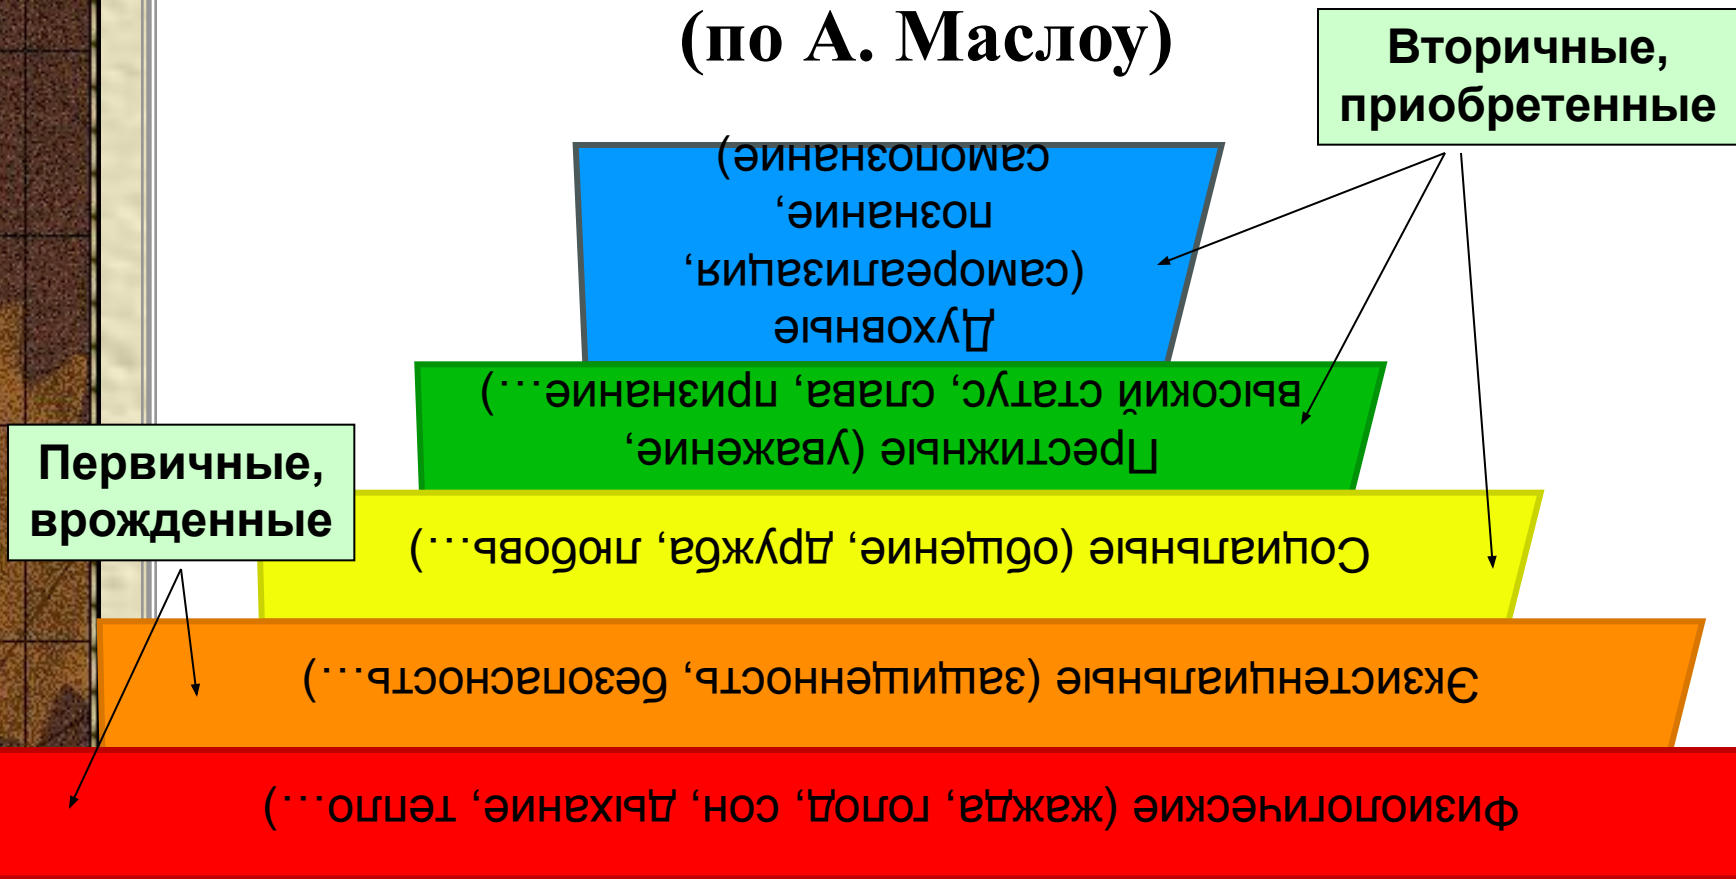 (по А. Маслоу)
Вторичные,
приобретенные
Духовные
(самореализация,
познание,
самопознание)
Престижные (уважение,
высокий статус, слава, признание…)
Первичные,
врожденные
Социальные (общение, дружба, любовь…)
Экзистенциальные (защищенность, безопасность…)
Физиологические (жажда, голод, сон, дыхание, тепло…)